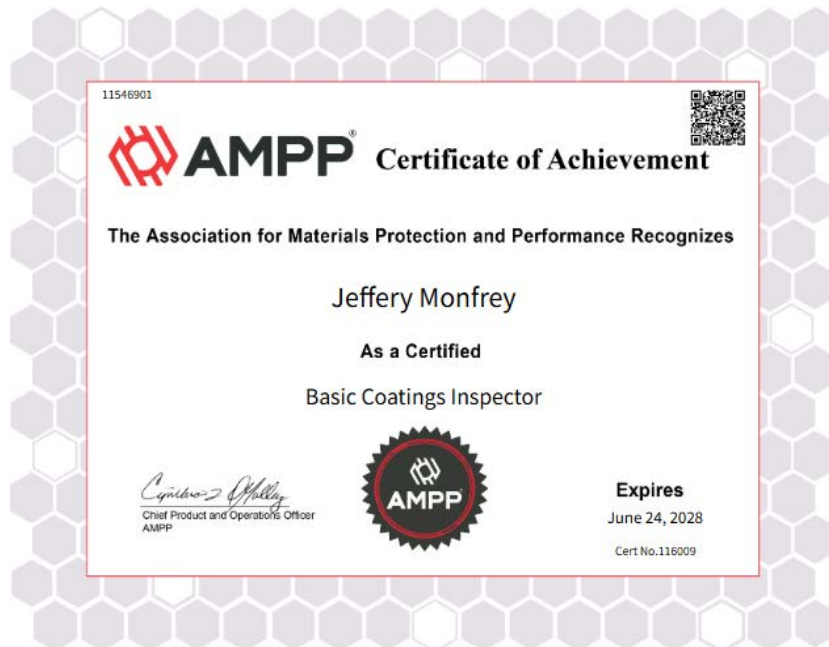 11546901
AMPP® Certificate of Achievement
The Association for Materials Protection and Performance Recognizes
Jeffery Monfrey
As a Certified
Basic Coatings Inspector
Chief Product and Operations Officer
AMPP
AMPP
Expires
June 24, 2028
Cert No.116009